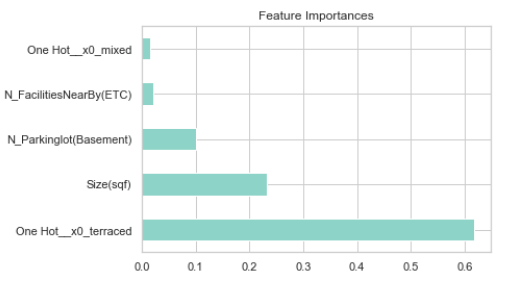 Feature Importances
One Hot__x0_mixed
N_FacilitiesNearBy(ETC)
N_Parkinglot(Basement)
Size(sqf)
One Hot__x0_terraced
0.0 0.1 0.2 0.3 0.4 0.5 0.6